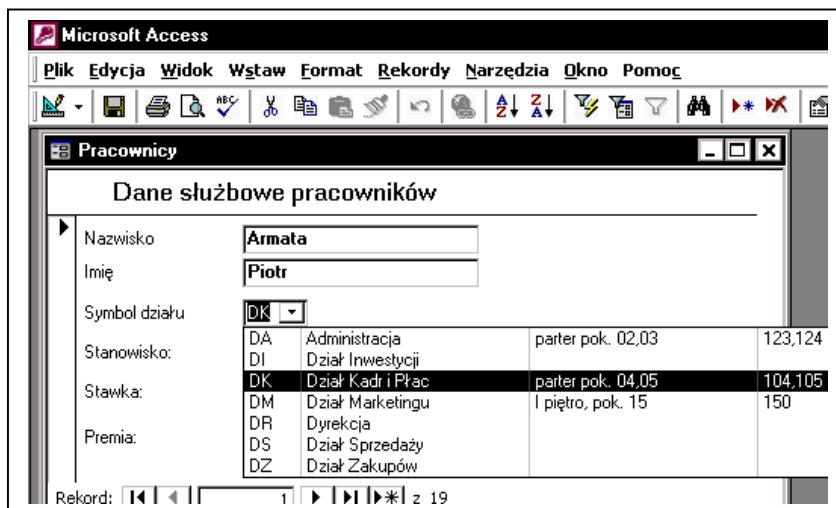 Microsoft Access
Plik Edycja Widok Wstaw Format Rekordy Narzędzia Okno Pomoc
ABC A Z Z A
Pracownicy
Dane służbowe pracowników
Nazwisko Armata
Imię Piotr
Symbol działu DK
Stanowisko: DA Administracja parter pok. 02,03 123,124
DI Dział Inwestycji
Stawka: DK Dział Kadr i Płac parter pok. 04,05 104,105
DM Dział Marketingu I piętro, pok. 15 150
Premia: DR Dyrekcja
DS Dział Sprzedaży
DZ Dział Zakupów
Rekord: 1 z 19